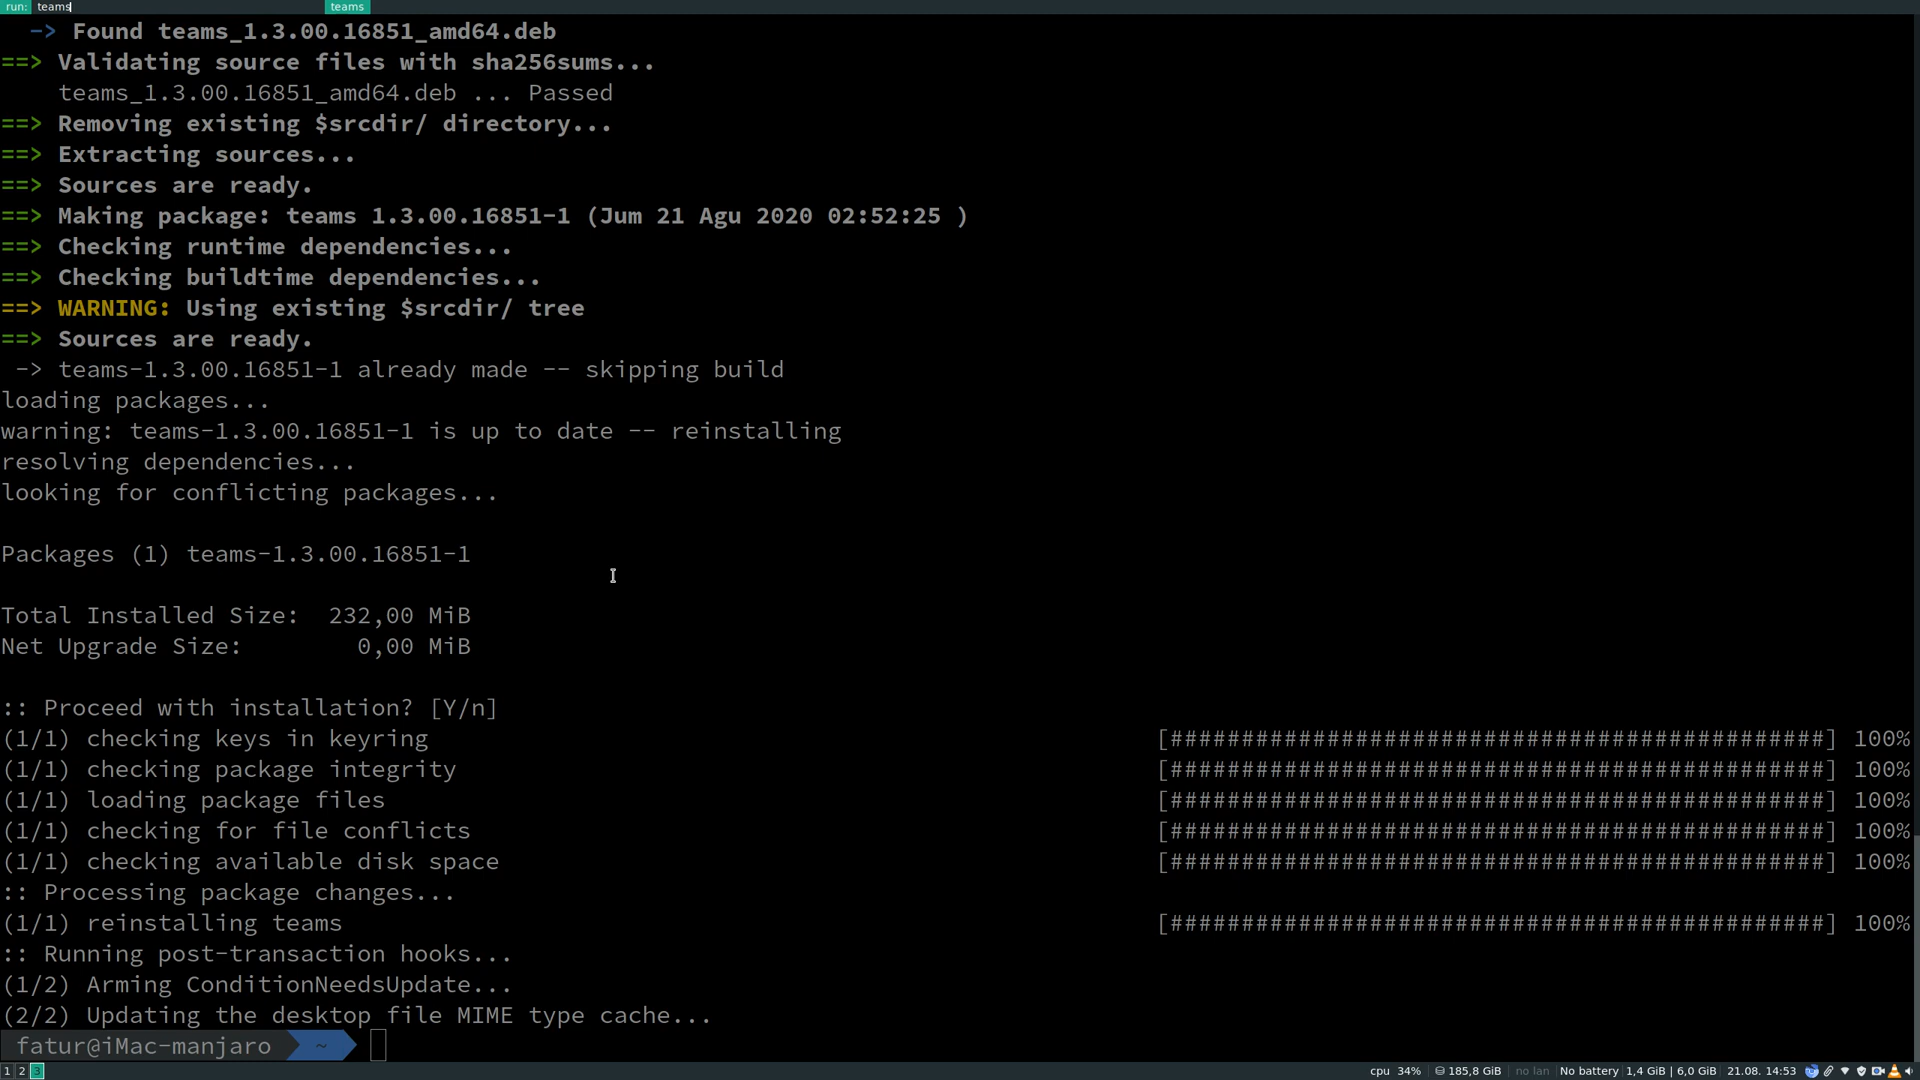 run: teams teams
-> Found teams_1.3.00.16851_amd64.deb
==> Validating source files with sha256sums...
teams_1.3.00.16851_amd64.deb ... Passed
==> Removing existing $srcdir/ directory...
==> Extracting sources...
==> Sources are ready.
==> Making package: teams 1.3.00.16851-1 (Jum 21 Agu 2020 02:52:25 )
==> Checking runtime dependencies...
==> Checking buildtime dependencies...
==> WARNING: Using existing $srcdir/ tree
==> Sources are ready.
-> teams-1.3.00.16851-1 already made -- skipping build
loading packages...
warning: teams-1.3.00.16851-1 is up to date -- reinstalling
resolving dependencies...
looking for conflicting packages...
Packages (1) teams-1.3.00.16851-1
Total Installed Size: 232,00 MiB
Net Upgrade Size: 0,00 MiB
:: Proceed with installation? [Y/n]
(1/1) checking keys in keyring [##############################################] 100%
(1/1) checking package integrity [##############################################] 100%
(1/1) loading package files [##############################################] 100%
(1/1) checking for file conflicts [##############################################] 100%
(1/1) checking available disk space [##############################################] 100%
:: Processing package changes...
(1/1) reinstalling teams [##############################################] 100%
:: Running post-transaction hooks...
(1/2) Arming ConditionNeedsUpdate...
(2/2) Updating the desktop file MIME type cache...
fatur@iMac-manjaro ~
1 2 3 cpu 34% 185,8 GiB no lan No battery 1,4 GiB | 6,0 GiB 21.08. 14:53